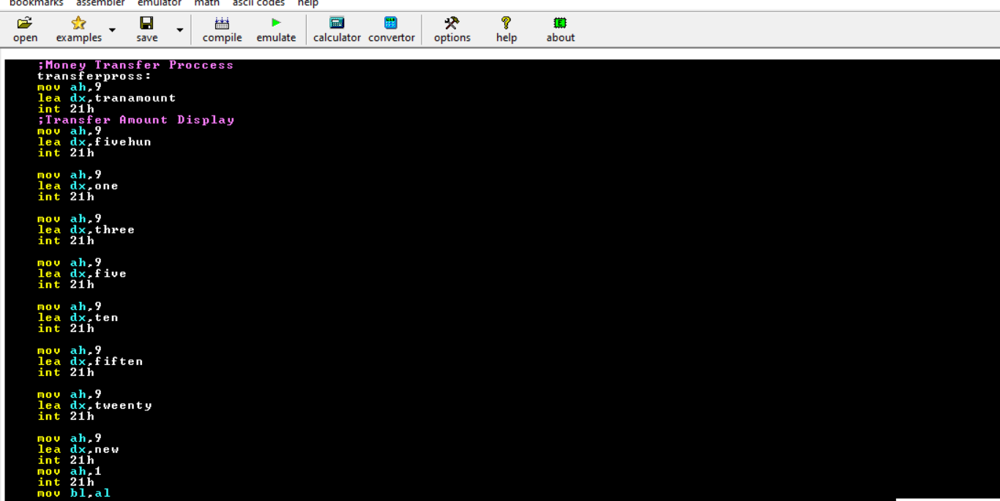 bookmarks assembler emulator math ascii codes help
open examples save compile emulate calculator convertor options help about
;Money Transfer Proccess
transferpross:
mov ah,9
lea dx,tranamount
int 21h
;Transfer Amount Display
mov ah,9
lea dx,fivehun
int 21h
mov ah,9
lea dx,one
int 21h
mov ah,9
lea dx,three
int 21h
mov ah,9
lea dx,five
int 21h
mov ah,9
lea dx,ten
int 21h
mov ah,9
lea dx,fiften
int 21h
mov ah,9
lea dx,tweenty
int 21h
mov ah,9
lea dx,new
int 21h
mov ah,1
int 21h
mov bl,al